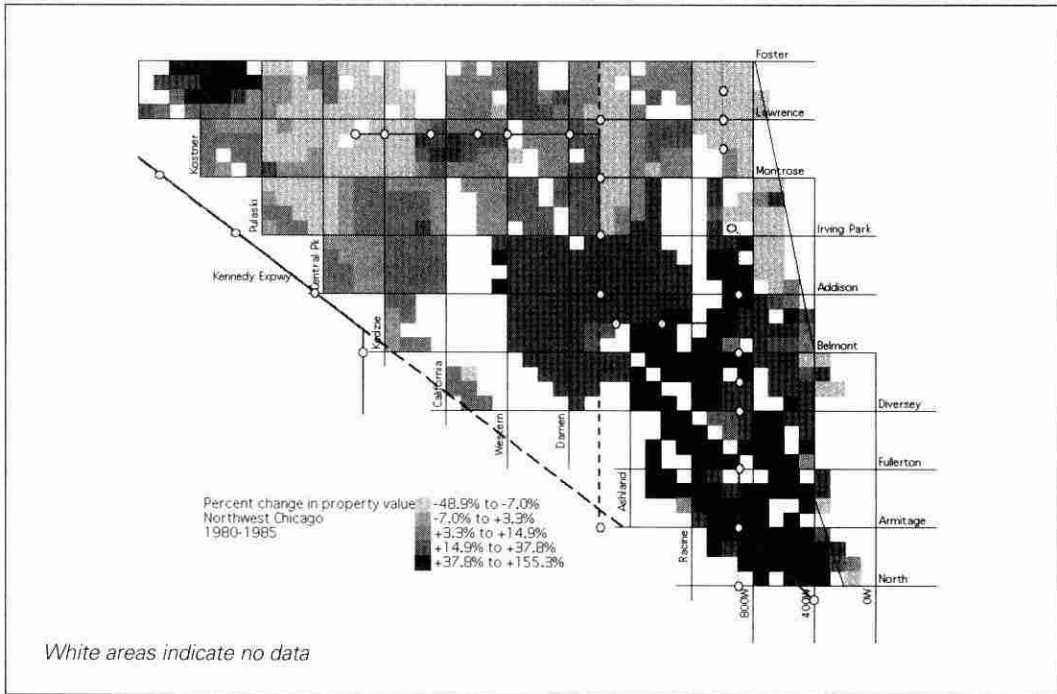 Foster
Lawrence
Kostner
Montrose
Pulaski
Irving Park
Central Pk
Kennedy Expwy
Addison
Kedzie
Belmont
California
Diversey
Western
Damen
Fullerton
Ashland
Percent change in property value
Northwest Chicago
1980-1985
-48.9% to -7.0%
-7.0% to +3.3%
+3.3% to +14.9%
+14.9% to +37.8%
+37.8% to +155.3%
Armitage
Racine
North
800W
400W
0W
White areas indicate no data